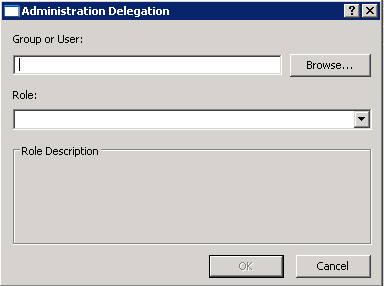 Administration Delegation
Group or User:
Browse...
Role:
Role Description
OK
Cancel